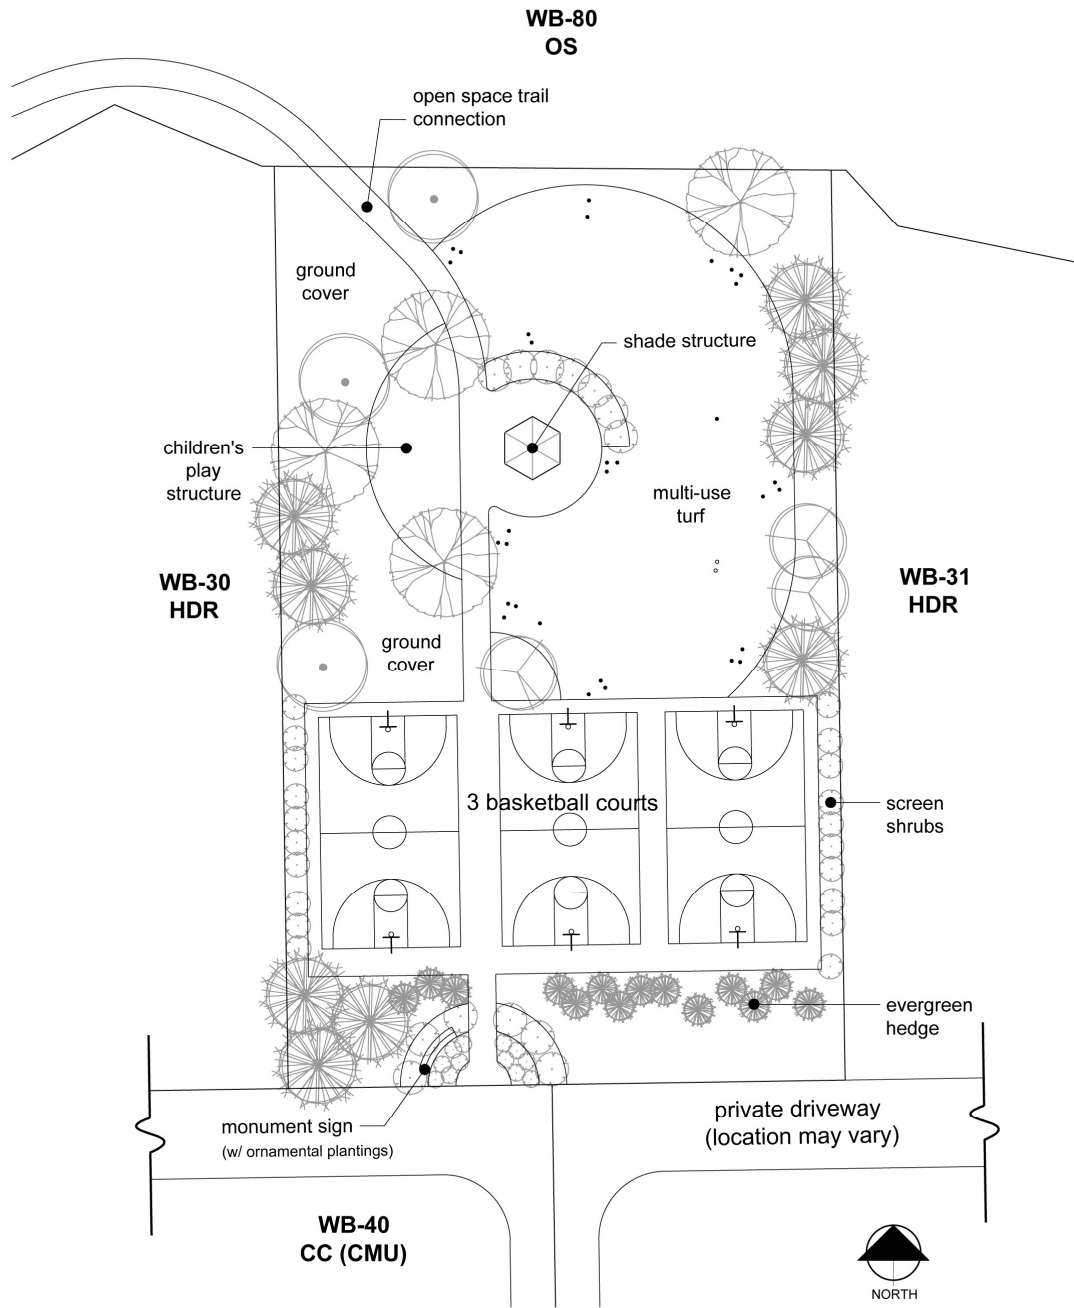 WB-80
OS
open space trail
connection
ground
cover
shade structure
children's
play
structure
multi-use
turf
WB-30
HDR
WB-31
HDR
ground
cover
3 basketball courts
screen
shrubs
evergreen
hedge
monument sign
(w/ ornamental plantings)
private driveway
(location may vary)
WB-40
CC (CMU)
NORTH